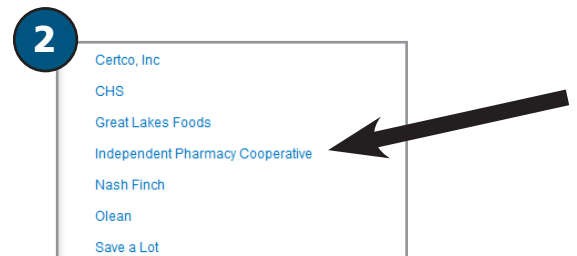 2
Certco, Inc
CHS
Great Lakes Foods
Independent Pharmacy Cooperative
Nash Finch
Olean
Save a Lot